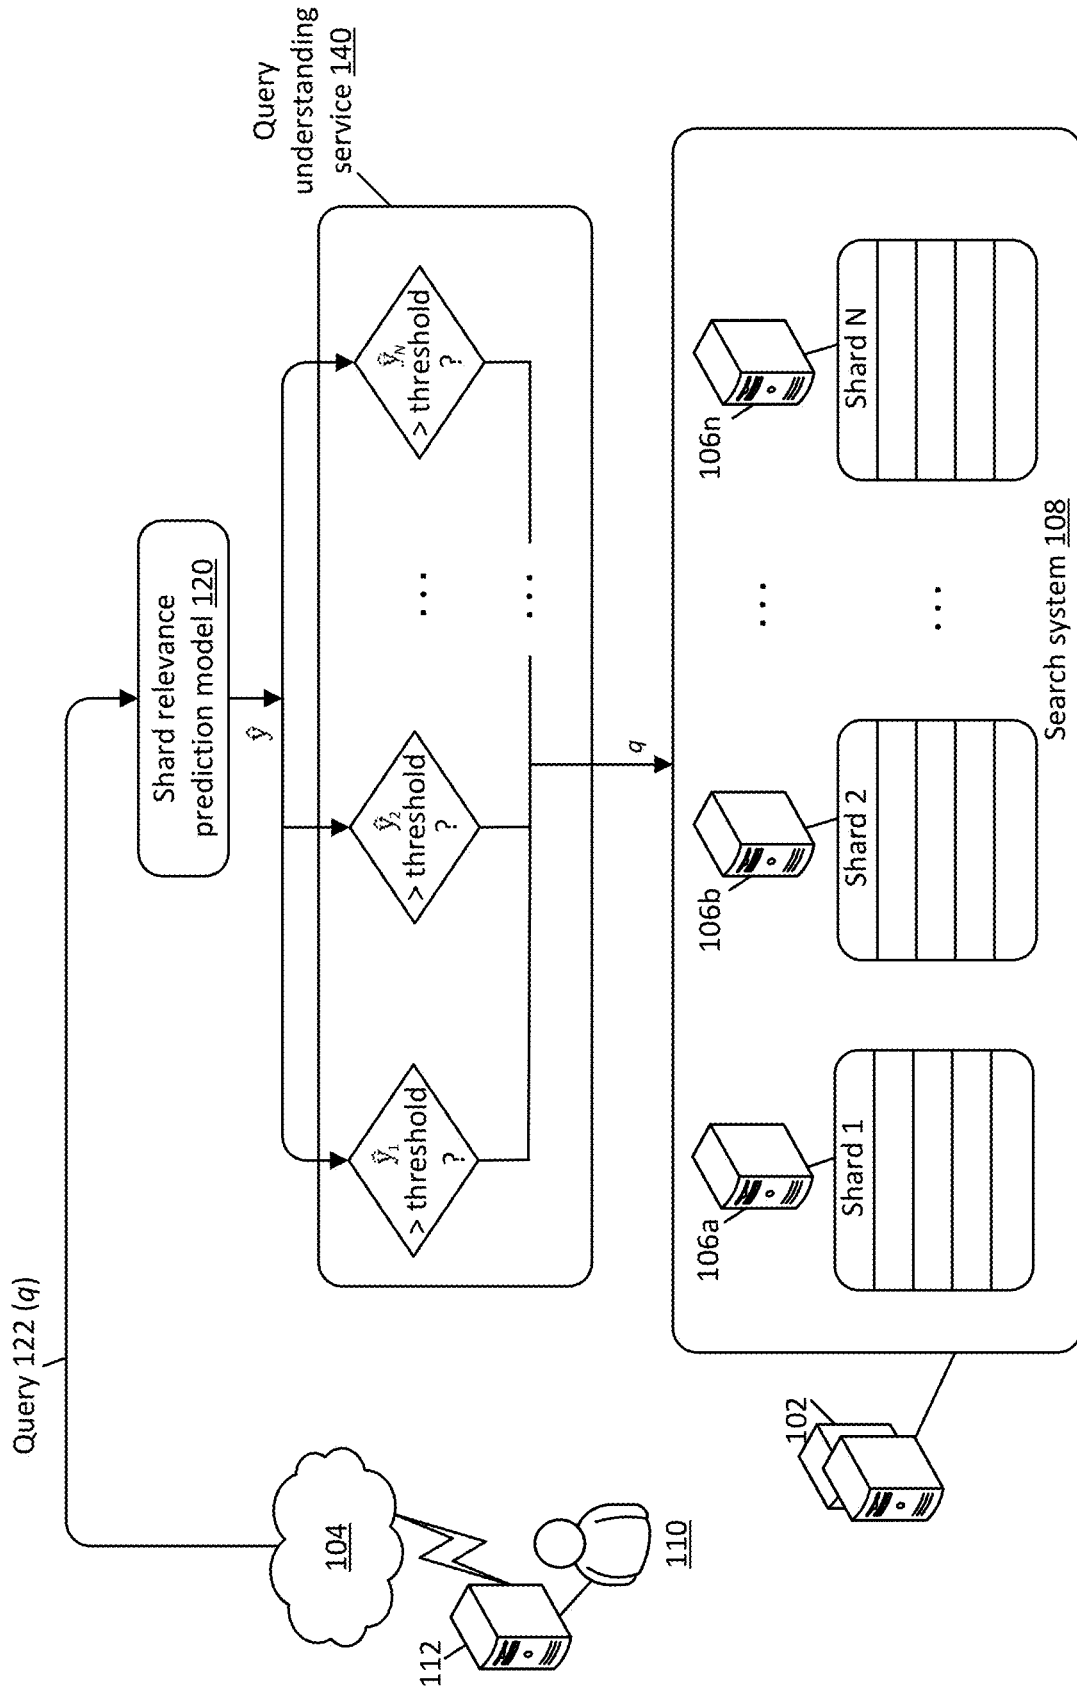 Query 122 (q)
104
112
110
Shard relevance
prediction model 120
ŷ
Query
understanding
service 140
ŷ₁
> threshold
?
ŷ₂
> threshold
?
...
ŷ_N
> threshold
?
...
q
102
106a
Shard 1
106b
Shard 2
...
...
106n
Shard N
Search system 108